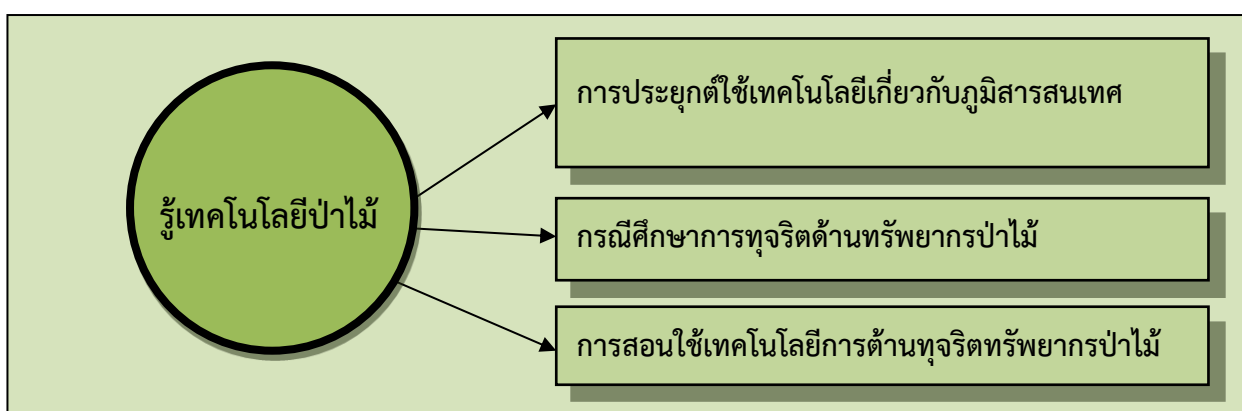 รู้เทคโนโลยีป่าไม้
การประยุกต์ใช้เทคโนโลยีเกี่ยวกับภูมิสารสนเทศ
กรณีศึกษาการทุจริตด้านทรัพยากรป่าไม้
การสอนใช้เทคโนโลยีการต้านทุจริตทรัพยากรป่าไม้